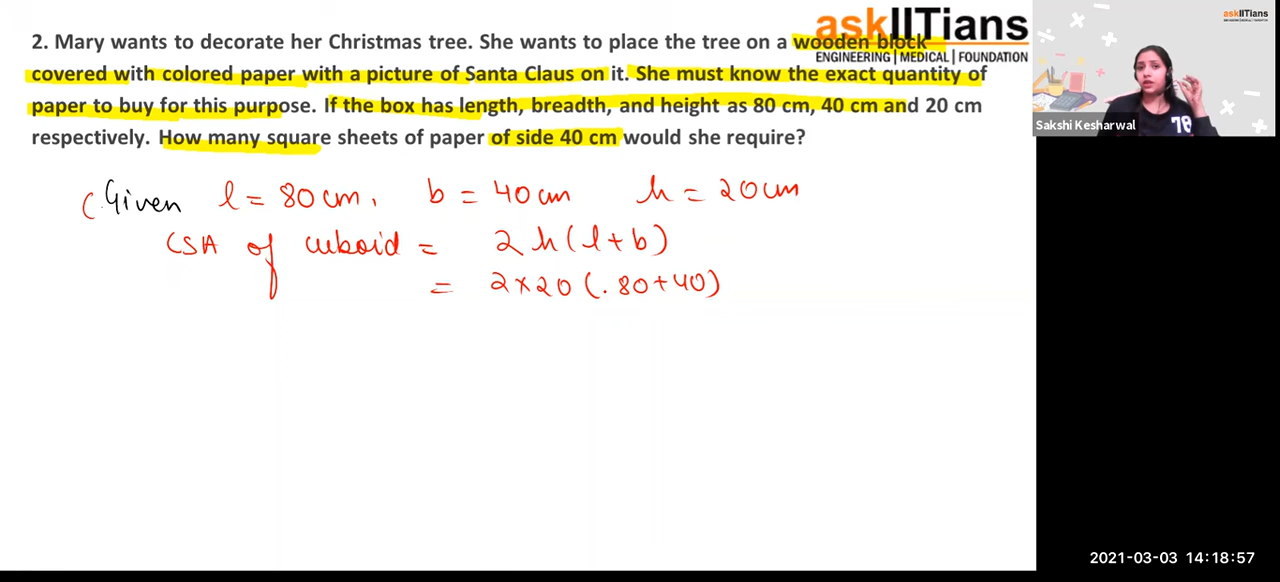 askIITians
ENGINEERING | MEDICAL | FOUNDATION
2. Mary wants to decorate her Christmas tree. She wants to place the tree on a wooden block
covered with colored paper with a picture of Santa Claus on it. She must know the exact quantity of
paper to buy for this purpose. If the box has length, breadth, and height as 80 cm, 40 cm and 20 cm
respectively. How many square sheets of paper of side 40 cm would she require?
(Given l = 80 cm, b = 40 cm h = 20 cm
CSA of cuboid = 2h(l+b)
= 2×20(.80+40)
askIITians
78
Sakshi Kesharwal
2021-03-03 14:18:57